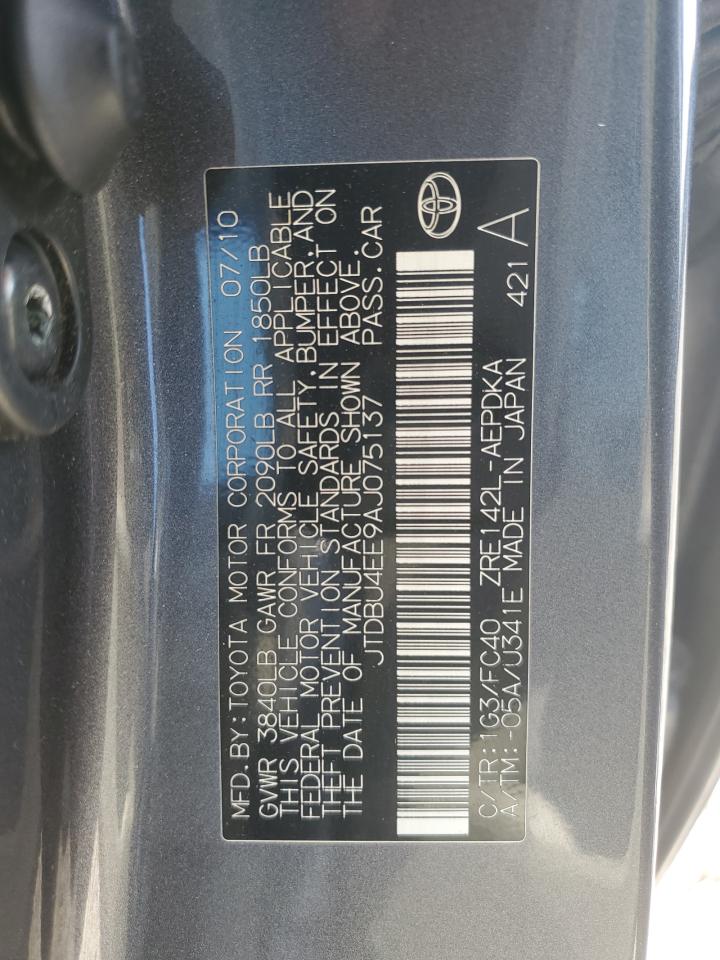 MFD. BY:TOYOTA MOTOR CORPORATION 07/10
GVWR 3840LB GAWR FR 2090LB RR 1850LB
THIS VEHICLE CONFORMS TO ALL APPLICABLE
FEDERAL MOTOR VEHICLE SAFETY,BUMPER,AND
THEFT PREVENTION STANDARDS IN EFFECT ON
THE DATE OF MANUFACTURE SHOWN ABOVE.
JTDBU4EE9AJ075137 PASS.CAR
C/TR:1G3/FC40 ZRE142L-AEPDKA 421 A
A/TM:-05A/U341E MADE IN JAPAN